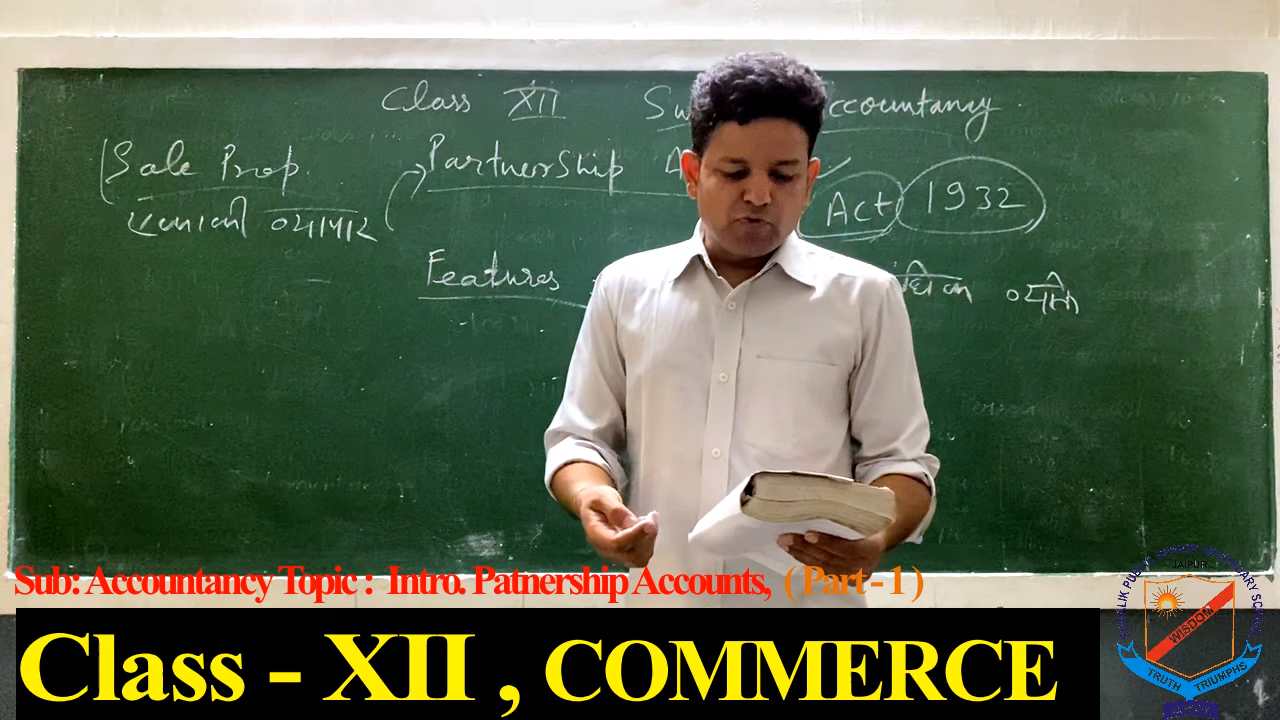 Class XII Su ccountancy
Sole Prop.
एकाकी व्यापार
Partnership A
Act 1932
Features
Sub: Accountancy Topic : Intro. Patnership Accounts, ( Part - 1 )
Class - XII , COMMERCE
JAIPUR
WISDOM
TRUTH TRIUMPHS